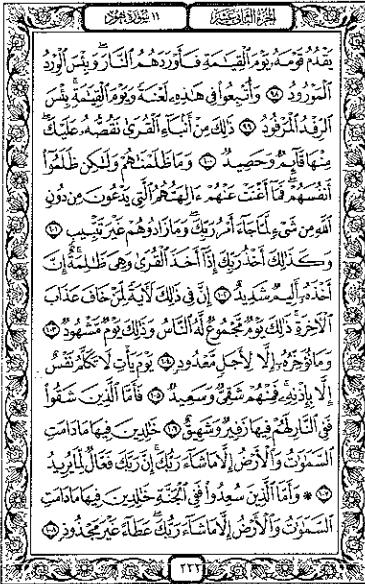 الجزء الثاني عشر
١١ سورة هود
يَقْدُمُ قَوْمَهُۥ يَوْمَ ٱلْقِيَٰمَةِ فَأَوْرَدَهُمُ ٱلنَّارَ ۖ وَبِئْسَ ٱلْوِرْدُ
ٱلْمَوْرُودُ ٩٨ وَأُتْبِعُوا۟ فِى هَٰذِهِۦ لَعْنَةً وَيَوْمَ ٱلْقِيَٰمَةِ ۚ بِئْسَ
ٱلرِّفْدُ ٱلْمَرْفُودُ ٩٩ ذَٰلِكَ مِنْ أَنۢبَآءِ ٱلْقُرَىٰ نَقُصُّهُۥ عَلَيْكَ ۖ
مِنْهَا قَآئِمٌ وَحَصِيدٌ ١٠٠ وَمَا ظَلَمْنَٰهُمْ وَلَٰكِن ظَلَمُوٓا۟
أَنفُسَهُمْ ۖ فَمَآ أَغْنَتْ عَنْهُمْ ءَالِهَتُهُمُ ٱلَّتِى يَدْعُونَ مِن دُونِ
ٱللَّهِ مِن شَىْءٍ لَّمَّا جَآءَ أَمْرُ رَبِّكَ ۖ وَمَا زَادُوهُمْ غَيْرَ تَتْبِيبٍ ١٠١
وَكَذَٰلِكَ أَخْذُ رَبِّكَ إِذَآ أَخَذَ ٱلْقُرَىٰ وَهِىَ ظَٰلِمَةٌ ۚ إِنَّ
أَخْذَهُۥٓ أَلِيمٌ شَدِيدٌ ١٠٢ إِنَّ فِى ذَٰلِكَ لَءَايَةً لِّمَنْ خَافَ عَذَابَ
ٱلْءَاخِرَةِ ۚ ذَٰلِكَ يَوْمٌ مَّجْمُوعٌ لَّهُ ٱلنَّاسُ وَذَٰلِكَ يَوْمٌ مَّشْهُودٌ ١٠٣
وَمَا نُؤَخِّرُهُۥٓ إِلَّا لِأَجَلٍ مَّعْدُودٍ ١٠٤ يَوْمَ يَأْتِ لَا تَكَلَّمُ نَفْسٌ
إِلَّا بِإِذْنِهِۦ ۚ فَمِنْهُمْ شَقِىٌّ وَسَعِيدٌ ١٠٥ فَأَمَّا ٱلَّذِينَ شَقُوا۟
فَفِى ٱلنَّارِ لَهُمْ فِيهَا زَفِيرٌ وَشَهِيقٌ ١٠٦ خَٰلِدِينَ فِيهَا مَا دَامَتِ
ٱلسَّمَٰوَٰتُ وَٱلْأَرْضُ إِلَّا مَا شَآءَ رَبُّكَ ۚ إِنَّ رَبَّكَ فَعَّالٌ لِّمَا يُرِيدُ
١٠٧ ۞ وَأَمَّا ٱلَّذِينَ سُعِدُوا۟ فَفِى ٱلْجَنَّةِ خَٰلِدِينَ فِيهَا مَا دَامَتِ
ٱلسَّمَٰوَٰتُ وَٱلْأَرْضُ إِلَّا مَا شَآءَ رَبُّكَ ۖ عَطَآءً غَيْرَ مَجْذُوذٍ ١٠٨